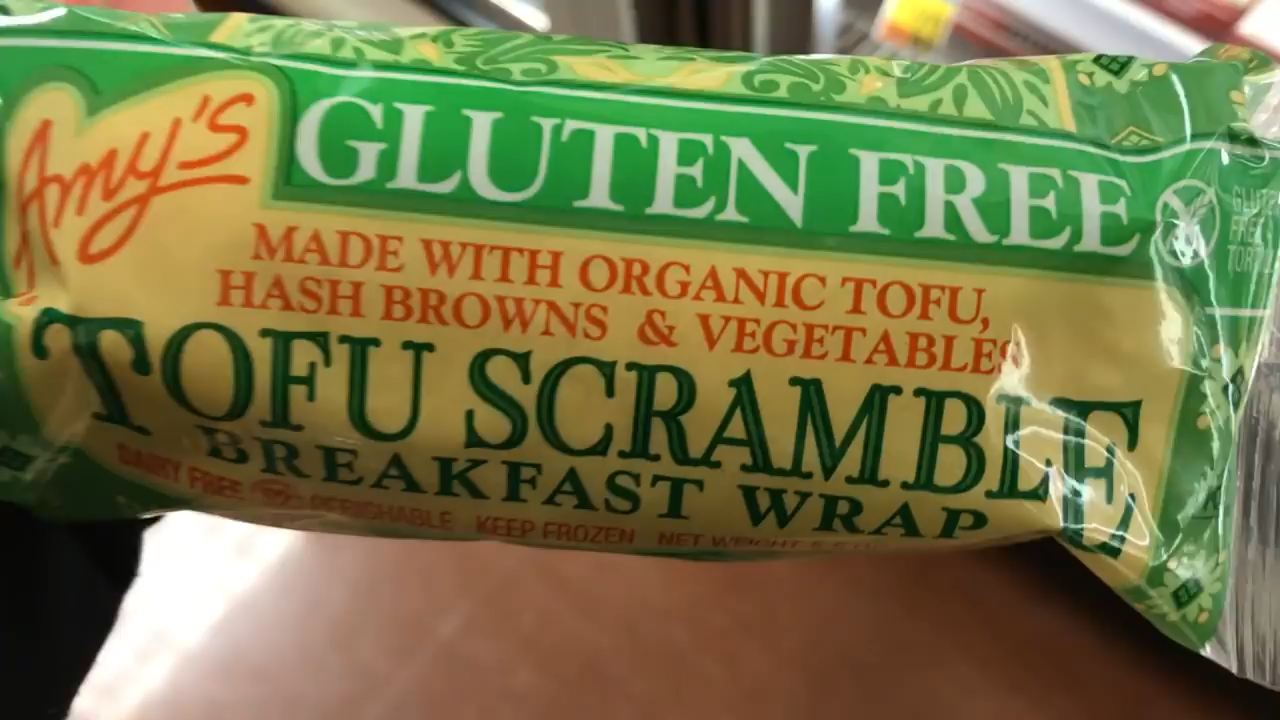 Amy's
GLUTEN FREE
MADE WITH ORGANIC TOFU,
HASH BROWNS & VEGETABLES
TOFU SCRAMBLE
BREAKFAST WRAP
DAIRY FREE PERISHABLE KEEP FROZEN NET WEIGHT